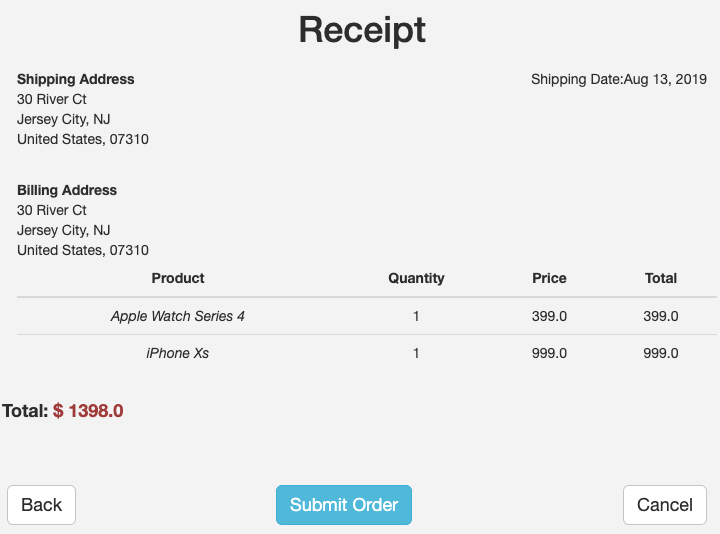 Receipt
Shipping Address
Shipping Date:Aug 13, 2019
30 River Ct
Jersey City, NJ
United States, 07310
Billing Address
30 River Ct
Jersey City, NJ
United States, 07310
Product Quantity Price Total
Apple Watch Series 4 1 399.0 399.0
iPhone Xs 1 999.0 999.0
Total: $ 1398.0
Back Submit Order Cancel